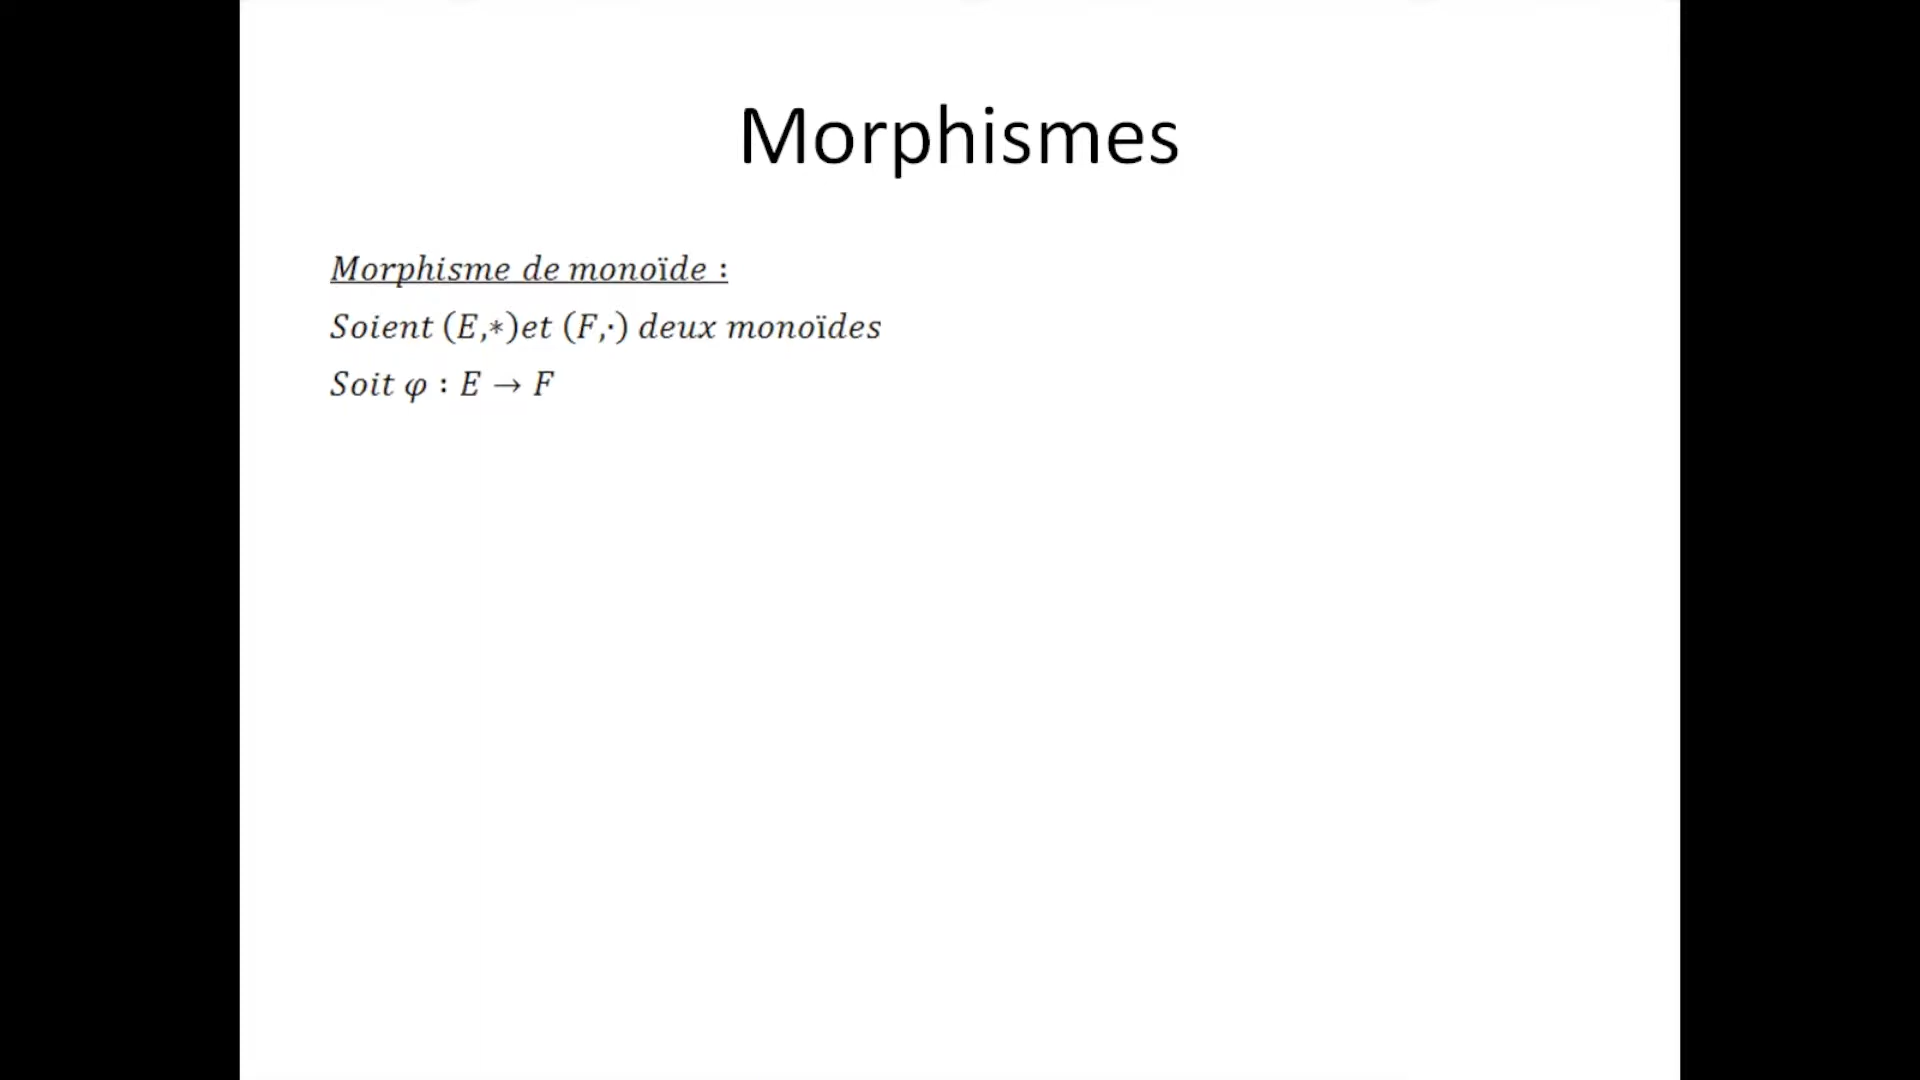 Morphismes
Morphisme de monoïde :
Soient (E,∗)et (F,·) deux monoïdes
Soit φ : E → F